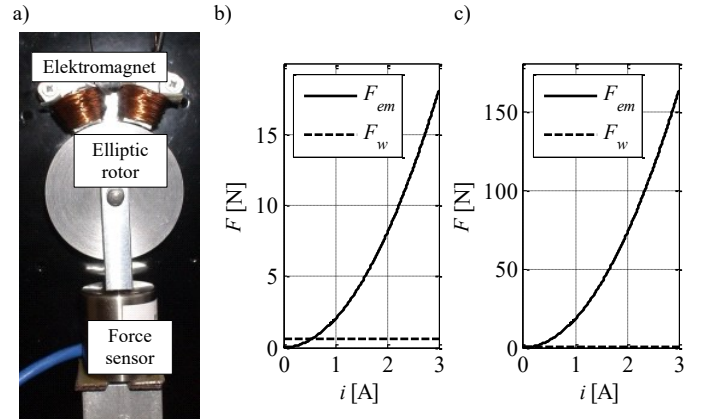 a)
Elektromagnet
Elliptic
rotor
Force
sensor
b)
F [N]
15
10
5
0
0 1 2 3
i [A]
F_em
F_w
c)
F [N]
150
100
50
0
0 1 2 3
i [A]
F_em
F_w